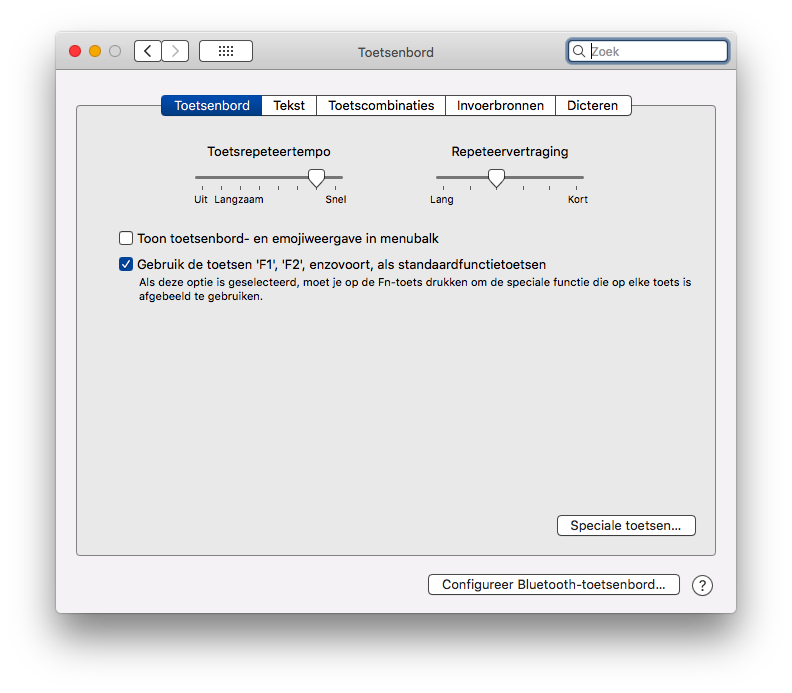 Toetsenbord
Zoek
Toetsenbord Tekst Toetscombinaties Invoerbronnen Dicteren
Toetsrepeteertempo Repeteervertraging
Uit Langzaam Snel Lang Kort
Toon toetsenbord- en emojiweergave in menubalk
Gebruik de toetsen 'F1', 'F2', enzovoort, als standaardfunctietoetsen
Als deze optie is geselecteerd, moet je op de Fn-toets drukken om de speciale functie die op elke toets is
afgebeeld te gebruiken.
Speciale toetsen...
Configureer Bluetooth-toetsenbord...
?